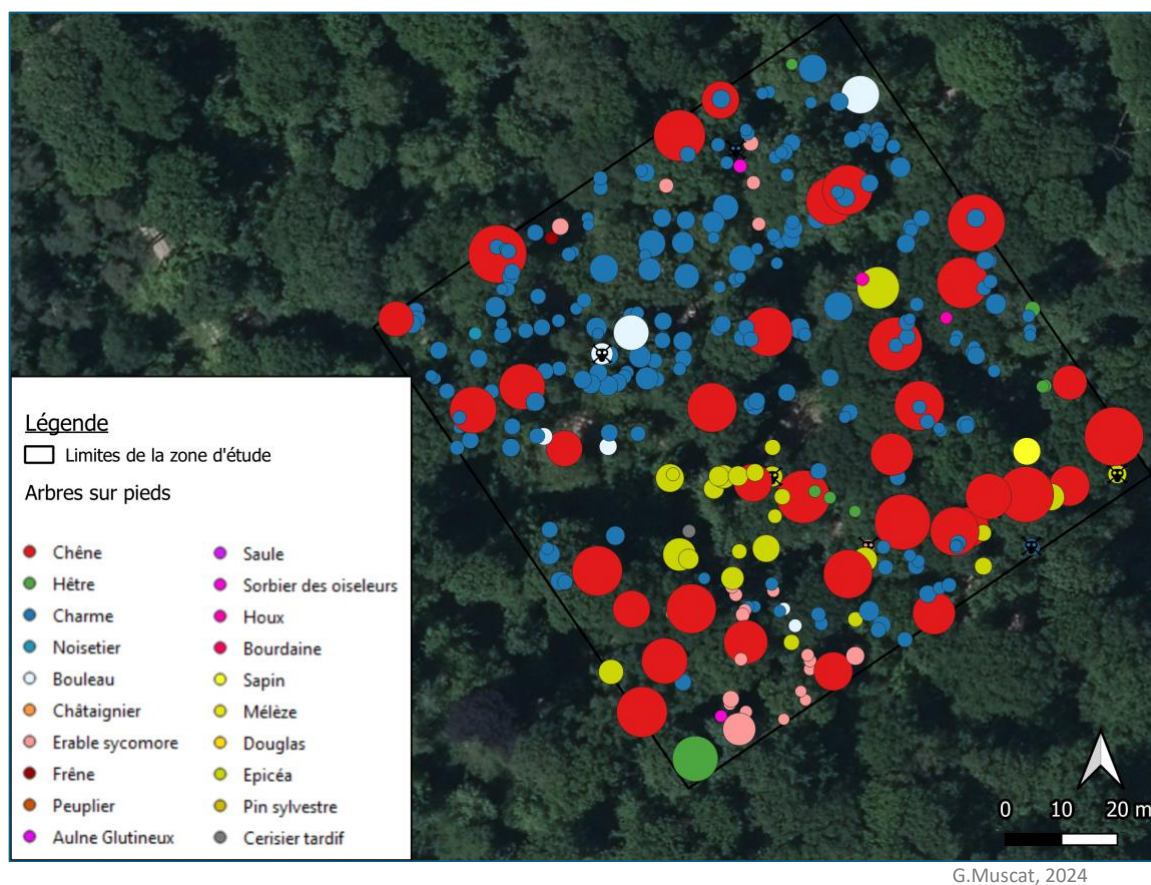 Légende
Limites de la zone d'étude
Arbres sur pieds
Chêne
Hêtre
Charme
Noisetier
Bouleau
Châtaignier
Erable sycomore
Frêne
Peuplier
Aulne Glutineux
Saule
Sorbier des oiseleurs
Houx
Bourdaine
Sapin
Mélèze
Douglas
Epicéa
Pin sylvestre
Cerisier tardif
0 10 20 m
G.Muscat, 2024